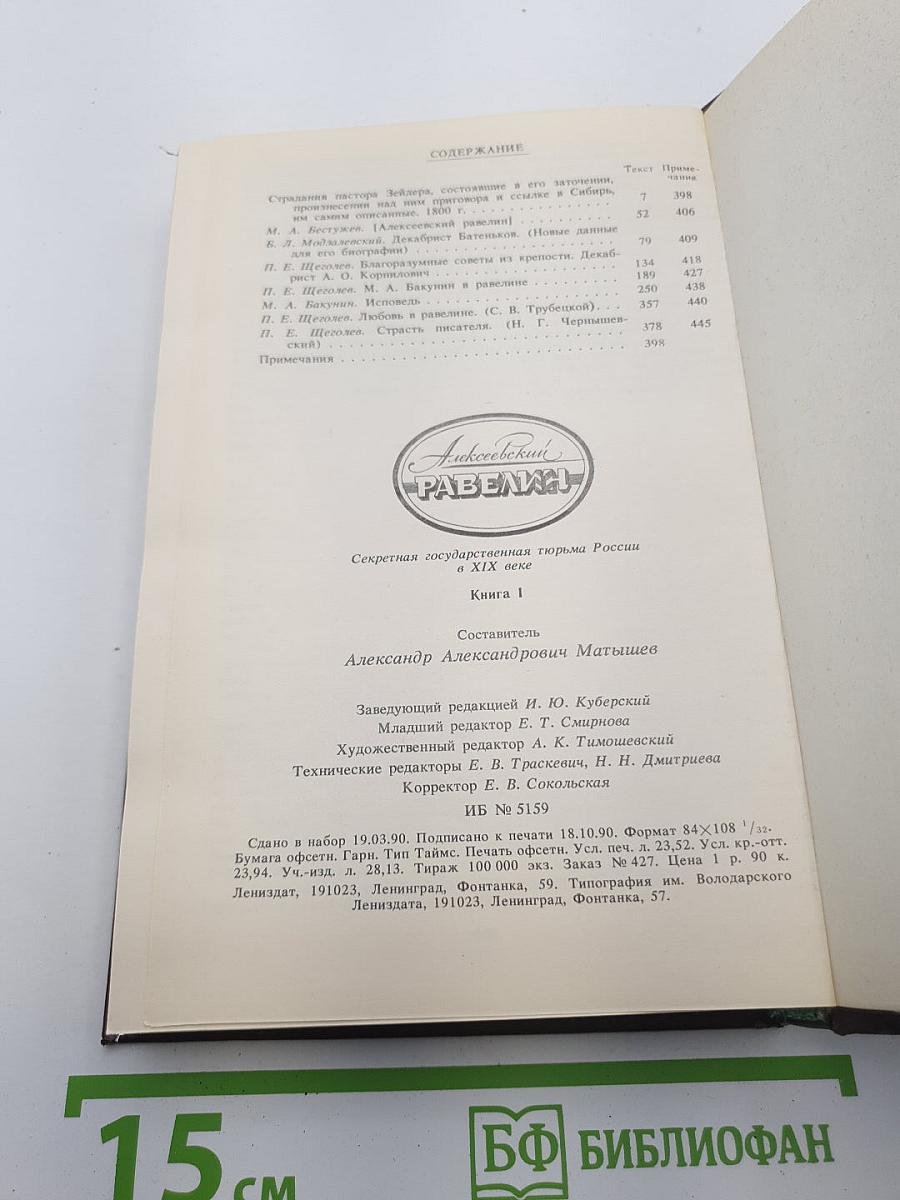 СОДЕРЖАНИЕ
Текст Приме-
чания
Страдания пастора Зейдера, состоявшие в его заточении,
произнесении над ним приговора и ссылке в Сибирь,
им самим описанные. 1800 г. . . . . . . . . . . . . . . 7 398
М. А. Бестужев. [Алексеевский равелин] . . . . . . . . . . 52 406
Б. Л. Модзалевский. Декабрист Батеньков. (Новые данные
для его биографии) . . . . . . . . . . . . . . . . . . 79 409
П. Е. Щеголев. Благоразумные советы из крепости. Декаб-
рист А. О. Корнилович . . . . . . . . . . . . . . . . 134 418
П. Е. Щеголев. М. А. Бакунин в равелине . . . . . . . . . 189 427
М. А. Бакунин. Исповедь . . . . . . . . . . . . . . . . . 250 438
П. Е. Щеголев. Любовь в равелине. (С. В. Трубецкой). . . 357 440
П. Е. Щеголев. Страсть писателя. (Н. Г. Чернышев-
ский) . . . . . . . . . . . . . . . . . . . . . . . . 378 445
Примечания . . . . . . . . . . . . . . . . . . . . . . . . 398
Алексеевский
РАВЕЛИН
Секретная государственная тюрьма России
в XIX веке
Книга I
Составитель
Александр Александрович Матышев
Заведующий редакцией И. Ю. Куберский
Младший редактор Е. Т. Смирнова
Художественный редактор А. К. Тимошевский
Технические редакторы Е. В. Траскевич, Н. Н. Дмитриева
Корректор Е. В. Сокольская
ИБ № 5159
Сдано в набор 19.03.90. Подписано к печати 18.10.90. Формат 84×108 1/32.
Бумага офсетн. Гарн. Тип Таймс. Печать офсетн. Усл. печ. л. 23,52. Усл. кр.-отт.
23,94. Уч.-изд. л. 28,13. Тираж 100 000 экз. Заказ № 427. Цена 1 р. 90 к.
Лениздат, 191023, Ленинград, Фонтанка, 59. Типография им. Володарского
Лениздата, 191023, Ленинград, Фонтанка, 57.
15 см
БФ БИБЛИОФАН